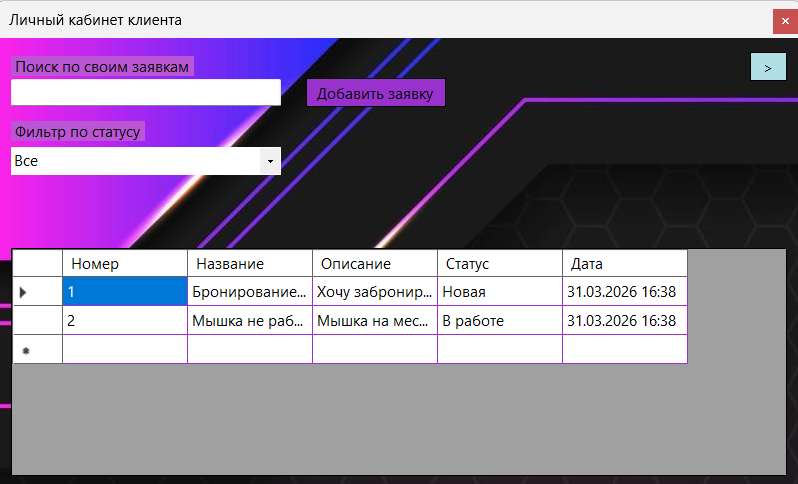 Личный кабинет клиента
Поиск по своим заявкам
>
Добавить заявку
Фильтр по статусу
Все
Номер Название Описание Статус Дата
1 Бронирование... Хочу заброниp... Новая 31.03.2026 16:38
2 Мышка не раб... Мышка на мес... В работе 31.03.2026 16:38